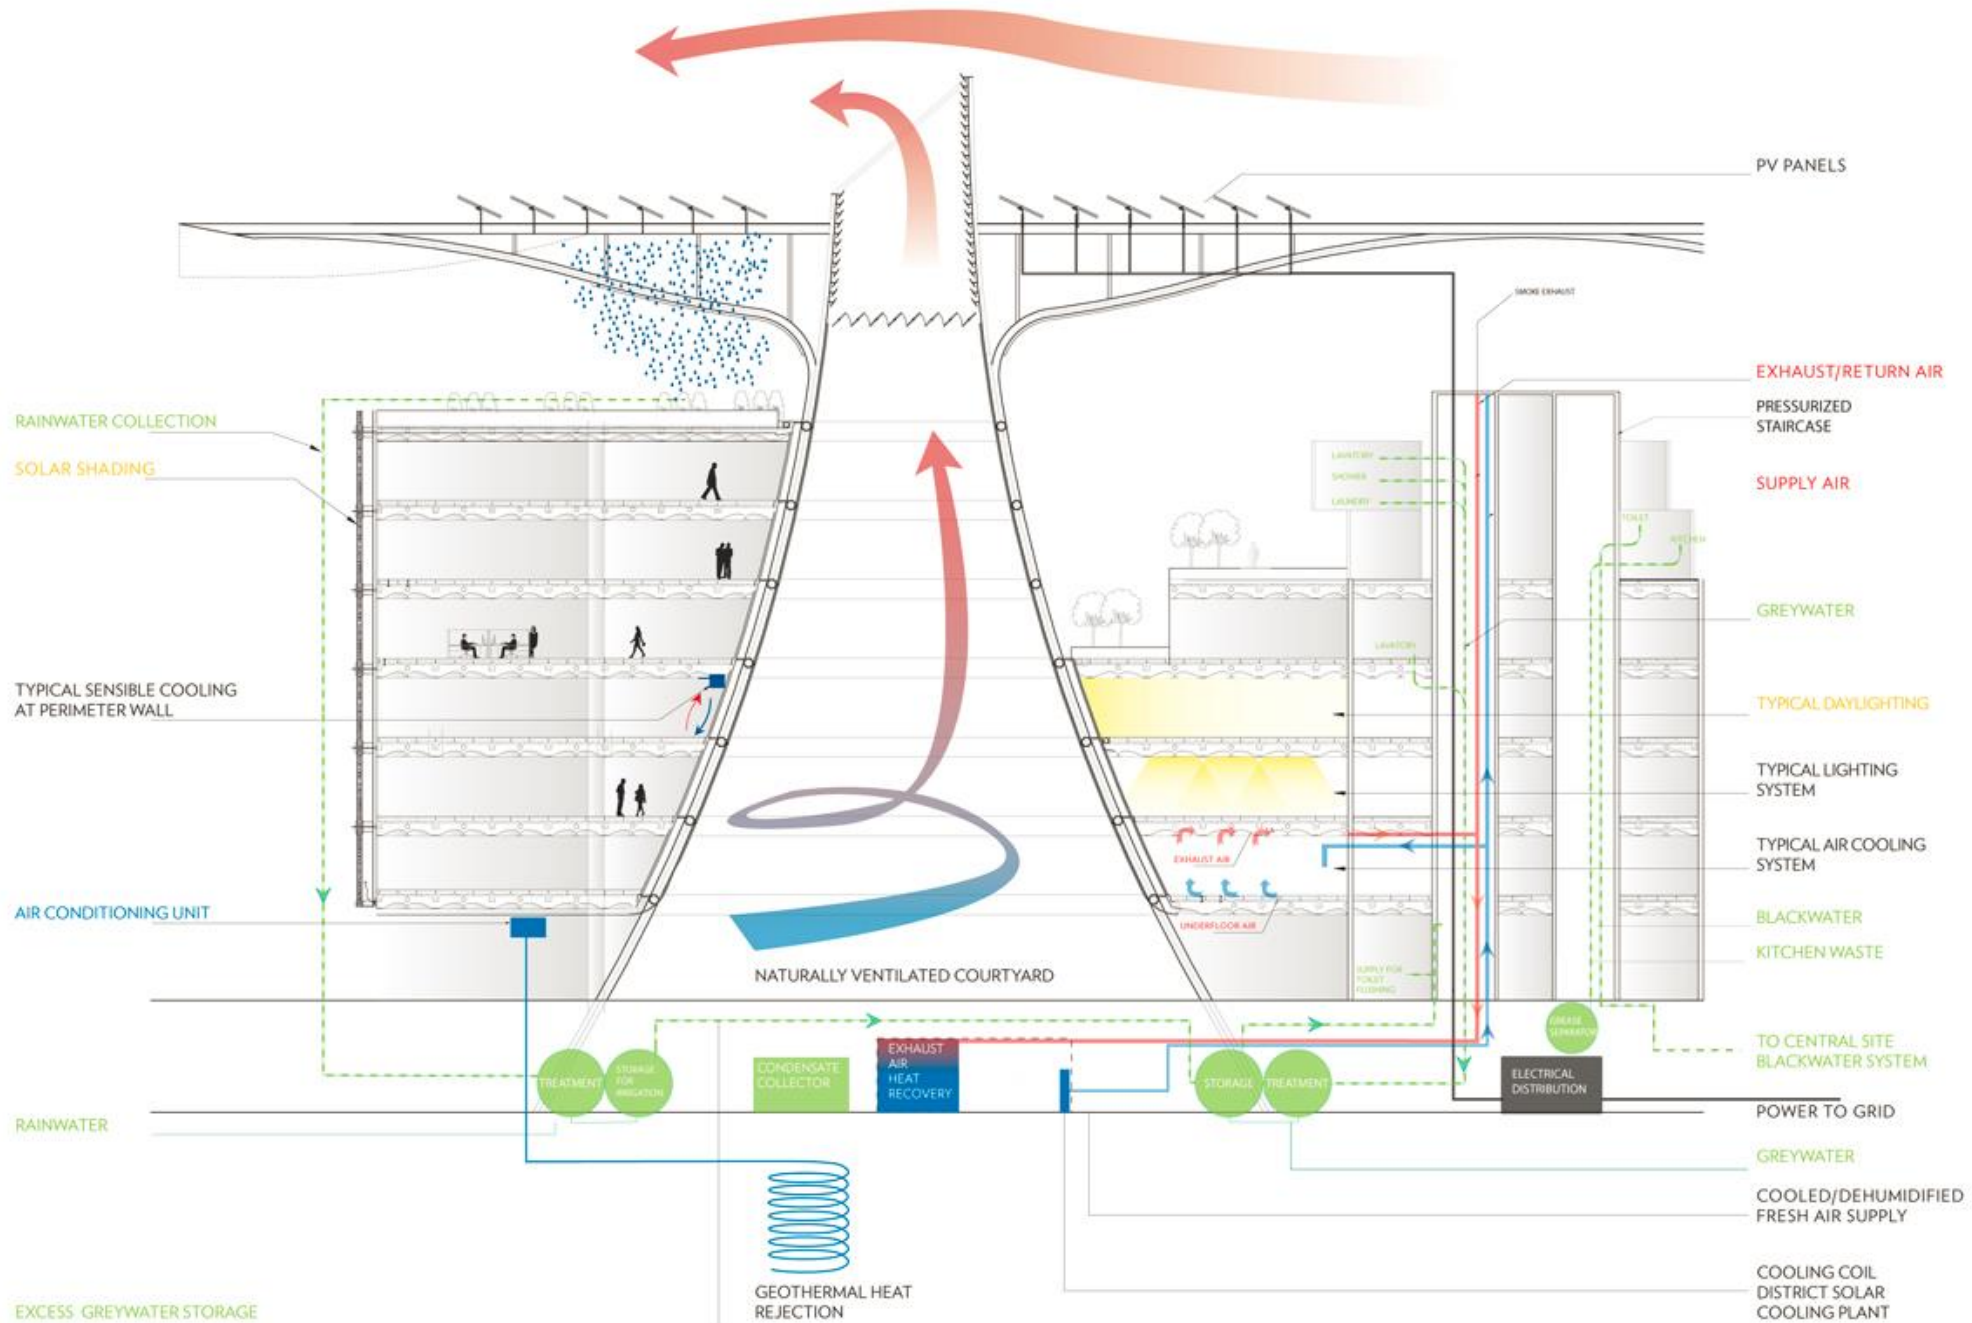 PV PANELS
SMOKE EXHAUST
EXHAUST/RETURN AIR
PRESSURIZED
STAIRCASE
RAINWATER COLLECTION
SOLAR SHADING
LAVATORY
SHOWER
LAUNDRY
SUPPLY AIR
TOILET
KITCHEN
GREYWATER
LAVATORY
TYPICAL SENSIBLE COOLING
AT PERIMETER WALL
TYPICAL DAYLIGHTING
TYPICAL LIGHTING
SYSTEM
EXHAUST AIR
TYPICAL AIR COOLING
SYSTEM
AIR CONDITIONING UNIT
UNDERFLOOR AIR
BLACKWATER
KITCHEN WASTE
NATURALLY VENTILATED COURTYARD
SUPPLY FOR
TOILET
FLUSHING
GREASE
SEPARATOR
TO CENTRAL SITE
BLACKWATER SYSTEM
TREATMENT
STORAGE
FOR
IRRIGATION
CONDENSATE
COLLECTOR
EXHAUST
AIR
HEAT
RECOVERY
STORAGE
TREATMENT
ELECTRICAL
DISTRIBUTION
POWER TO GRID
RAINWATER
GREYWATER
COOLED/DEHUMIDIFIED
FRESH AIR SUPPLY
GEOTHERMAL HEAT
REJECTION
COOLING COIL
DISTRICT SOLAR
COOLING PLANT
EXCESS GREYWATER STORAGE